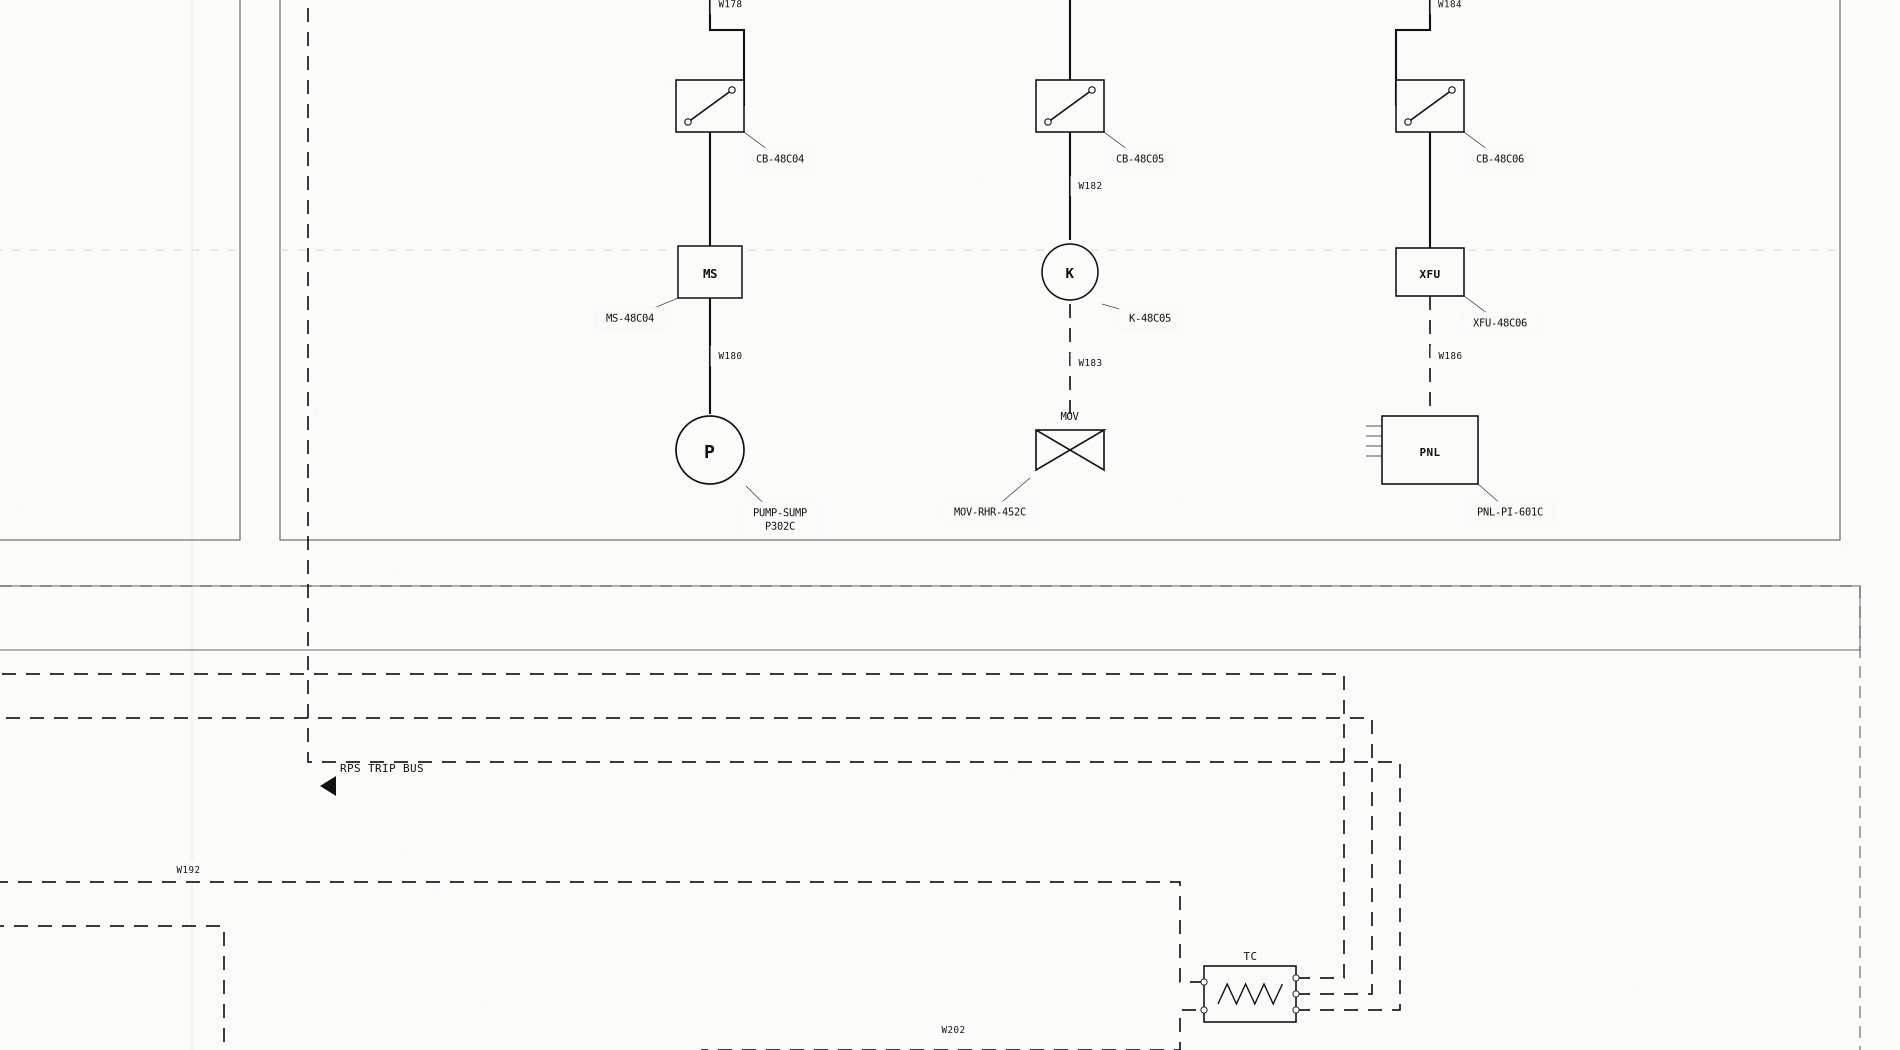 W178
W184
CB-48C04
CB-48C05
CB-48C06
W182
MS
K
XFU
MS-48C04
K-48C05
XFU-48C06
W180
W183
W186
MOV
P
PNL
PUMP-SUMP
P302C
MOV-RHR-452C
PNL-PI-601C
RPS TRIP BUS
W192
TC
W202